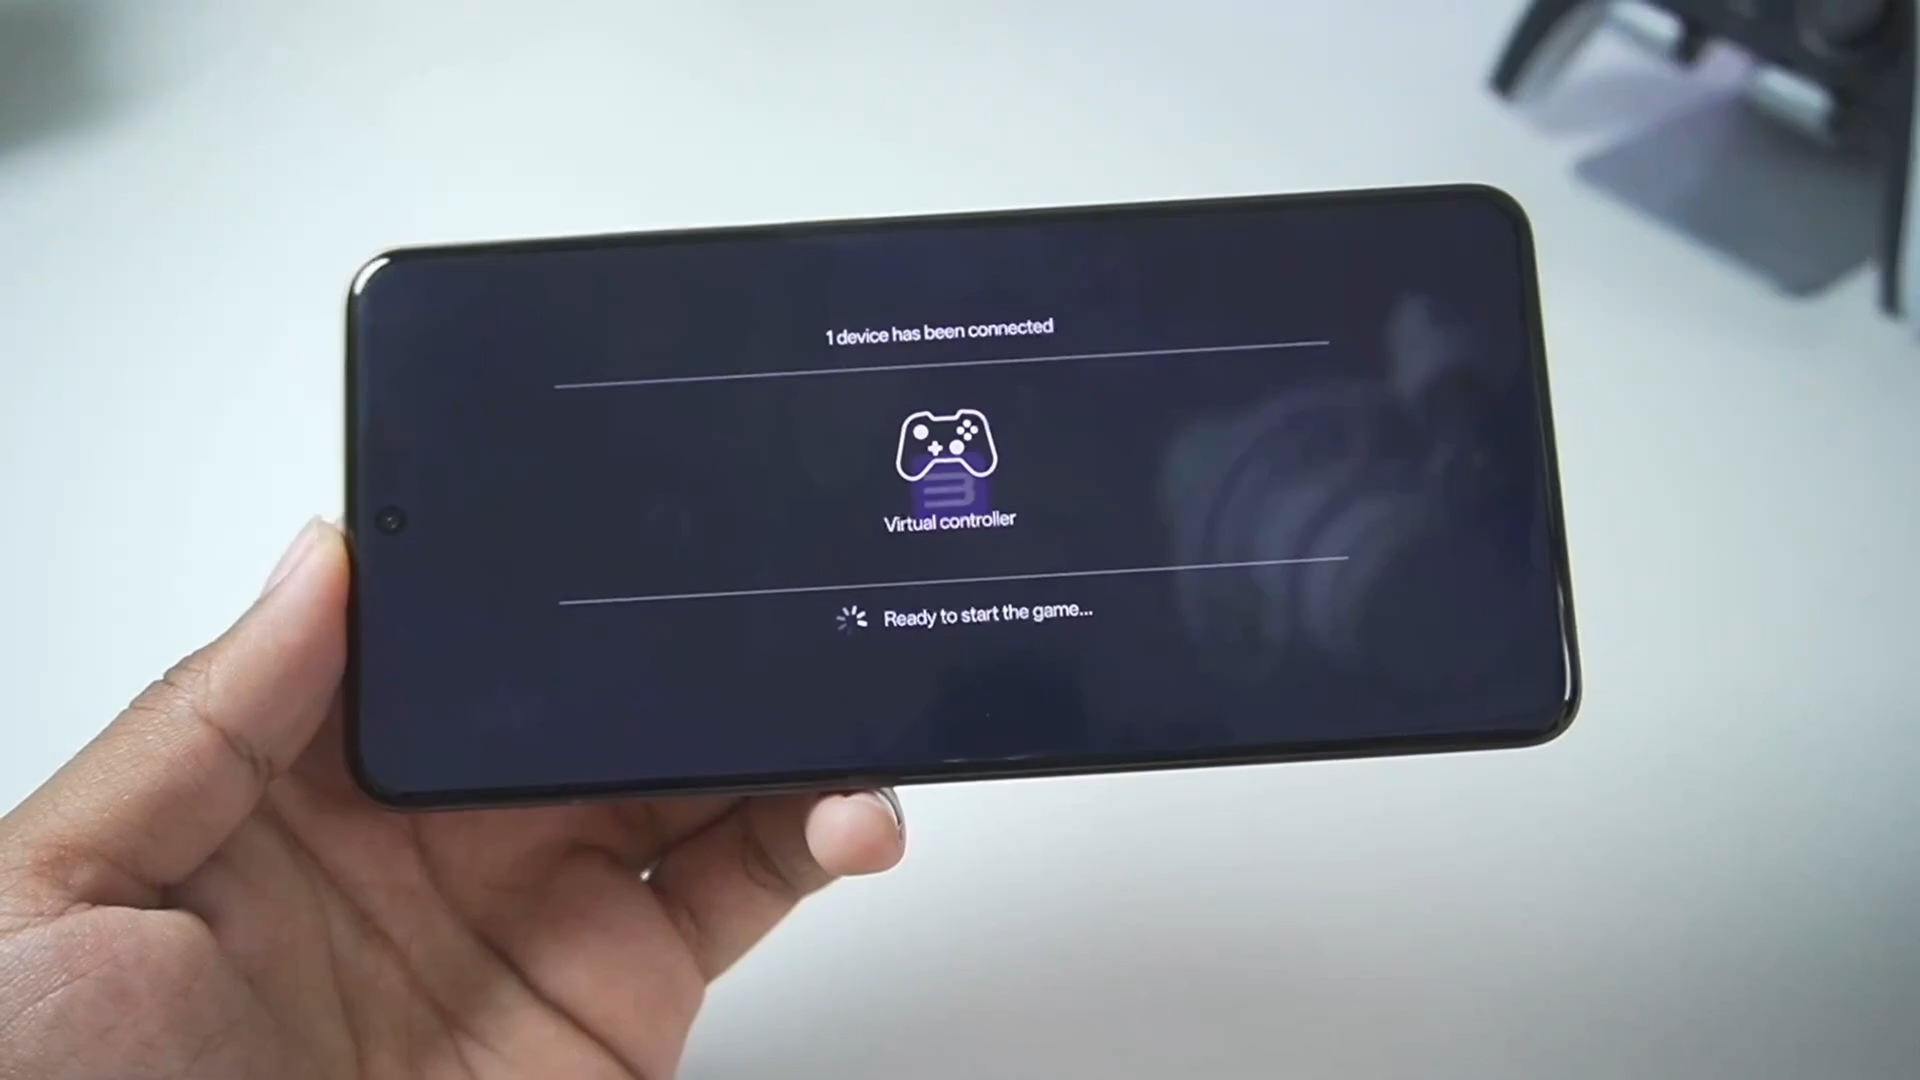 1 device has been connected
Virtual controller
Ready to start the game...